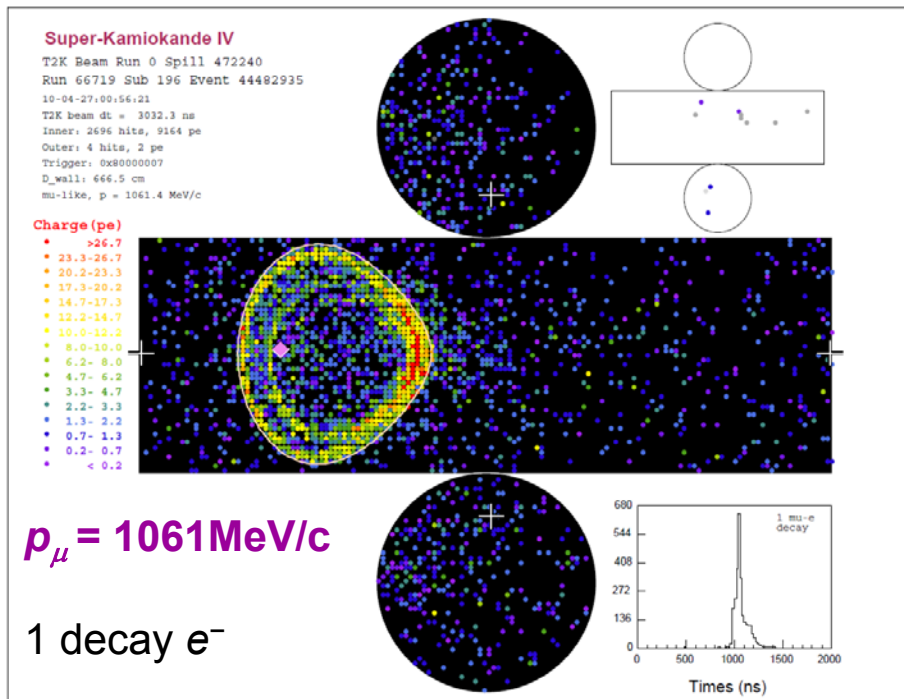 Super-Kamiokande IV
T2K Beam Run 0 Spill 472240
Run 66719 Sub 196 Event 44482935
10-04-27:00:56:21
T2K beam dt = 3032.3 ns
Inner: 2696 hits, 9164 pe
Outer: 4 hits, 2 pe
Trigger: 0x80000007
D_wall: 666.5 cm
mu-like, p = 1061.4 MeV/c
Charge(pe)
>26.7
23.3-26.7
20.2-23.3
17.3-20.2
14.7-17.3
12.2-14.7
10.0-12.2
8.0-10.0
6.2- 8.0
4.7- 6.2
3.3- 4.7
2.2- 3.3
1.3- 2.2
0.7- 1.3
0.2- 0.7
< 0.2
pμ = 1061MeV/c
1 decay e⁻
1 mu-e
decay
680
544
408
272
136
0
0 500 1000 1500 2000
Times (ns)